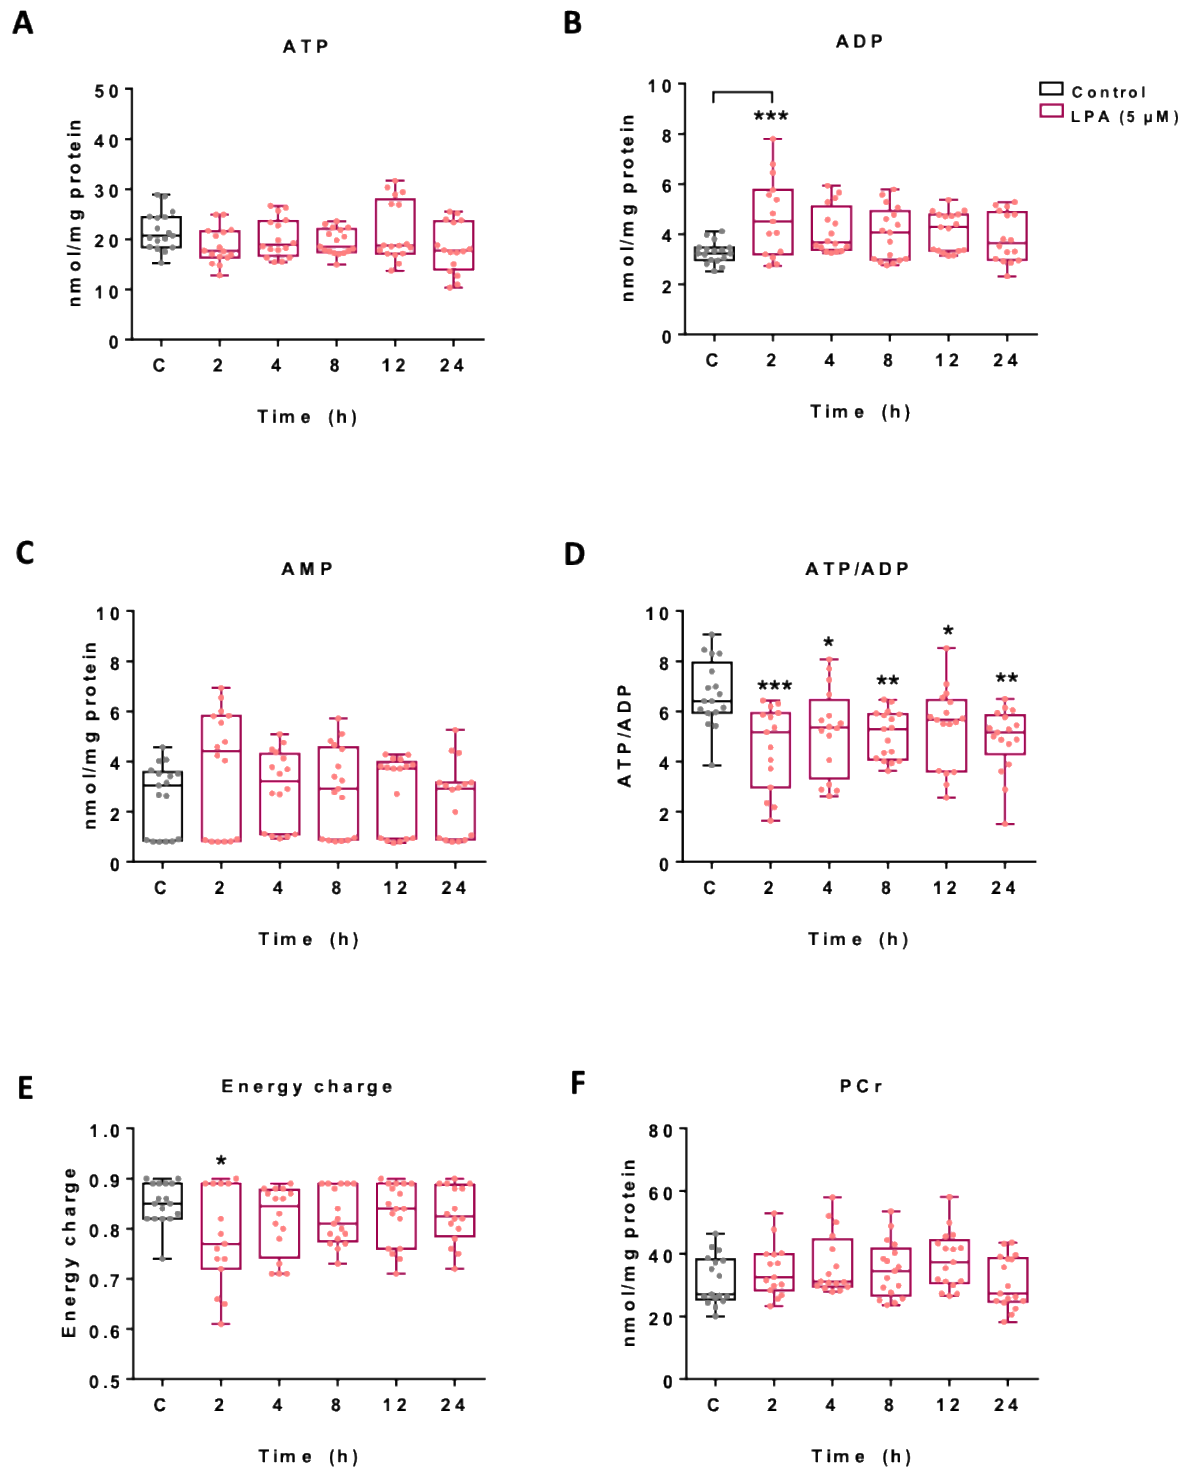 A
ATP
nmol/mg protein
50
40
30
20
10
0
C 2 4 8 12 24
Time (h)
B
ADP
nmol/mg protein
10
8
6
4
2
0
***
C 2 4 8 12 24
Time (h)
Control
LPA (5 µM)
C
AMP
nmol/mg protein
10
8
6
4
2
0
C 2 4 8 12 24
Time (h)
D
ATP/ADP
ATP/ADP
10
8
6
4
2
0
*** * ** * **
C 2 4 8 12 24
Time (h)
E
Energy charge
Energy charge
1.0
0.9
0.8
0.7
0.6
0.5
*
C 2 4 8 12 24
Time (h)
F
PCr
nmol/mg protein
80
60
40
20
0
C 2 4 8 12 24
Time (h)